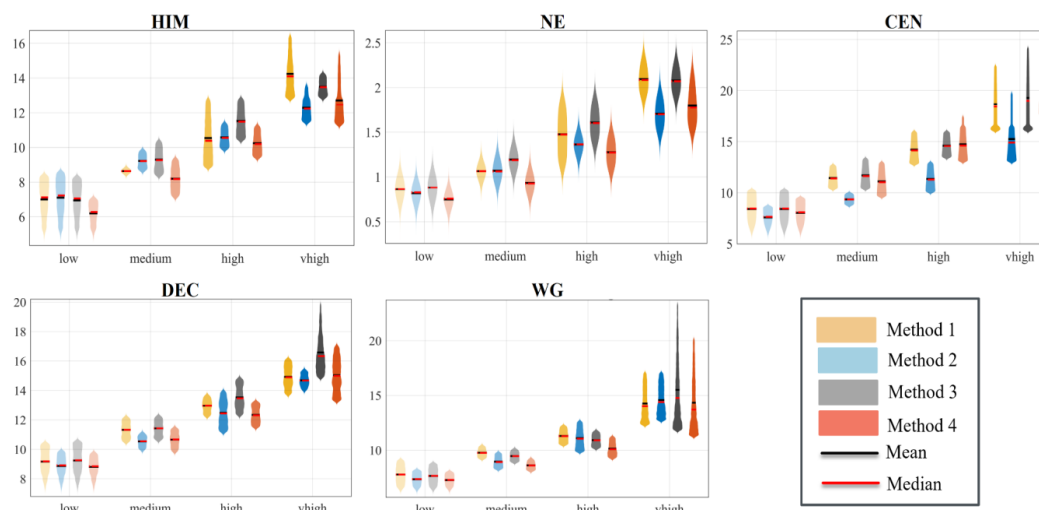 HIM
NE
CEN
16
14
12
10
8
6
low medium high vhigh
2.5
2
1.5
1
0.5
low medium high vhigh
25
20
15
10
5
low medium high vhigh
DEC
WG
20
18
16
14
12
10
8
low medium high vhigh
20
15
10
low medium high vhigh
Method 1
Method 2
Method 3
Method 4
Mean
Median